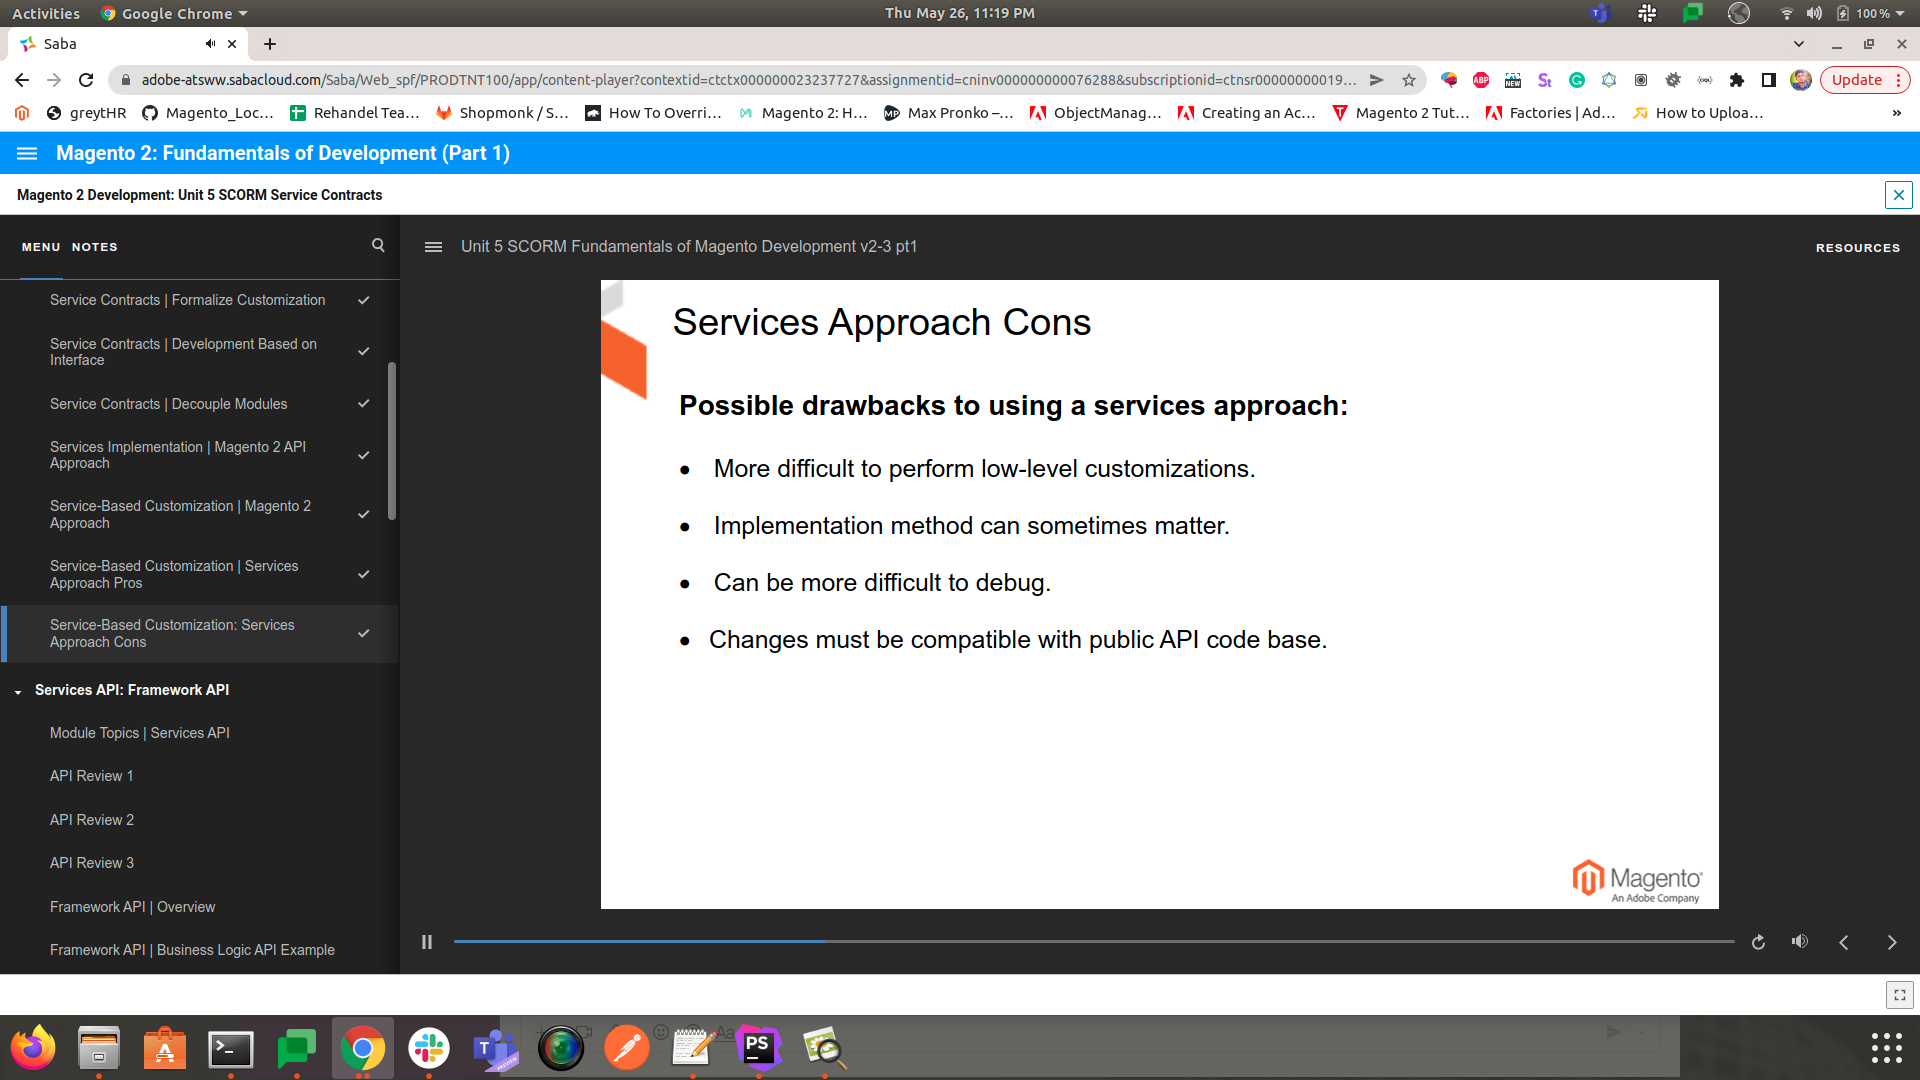 Activities
Google Chrome
Thu May 26, 11:19 PM
100 %
Saba
adobe-atsww.sabacloud.com/Saba/Web_spf/PRODTNT100/app/content-player?contextid=ctctx000000023237727&assignmentid=cninv000000000076288&subscriptionid=ctnsr00000000019...
ABP
NEW
Update
greytHR
Magento_Loc...
Rehandel Tea...
Shopmonk / S...
How To Overri...
Magento 2: H...
Max Pronko –...
ObjectManag...
Creating an Ac...
Magento 2 Tut...
Factories | Ad...
How to Uploa...
Magento 2: Fundamentals of Development (Part 1)
Magento 2 Development: Unit 5 SCORM Service Contracts
MENU NOTES
Unit 5 SCORM Fundamentals of Magento Development v2-3 pt1
RESOURCES
Service Contracts | Formalize Customization
Service Contracts | Development Based on
Interface
Service Contracts | Decouple Modules
Services Implementation | Magento 2 API
Approach
Service-Based Customization | Magento 2
Approach
Service-Based Customization | Services
Approach Pros
Service-Based Customization: Services
Approach Cons
Services API: Framework API
Module Topics | Services API
API Review 1
API Review 2
API Review 3
Framework API | Overview
Framework API | Business Logic API Example
Services Approach Cons
Possible drawbacks to using a services approach:
• More difficult to perform low-level customizations.
• Implementation method can sometimes matter.
• Can be more difficult to debug.
• Changes must be compatible with public API code base.
Magento
An Adobe Company
PS